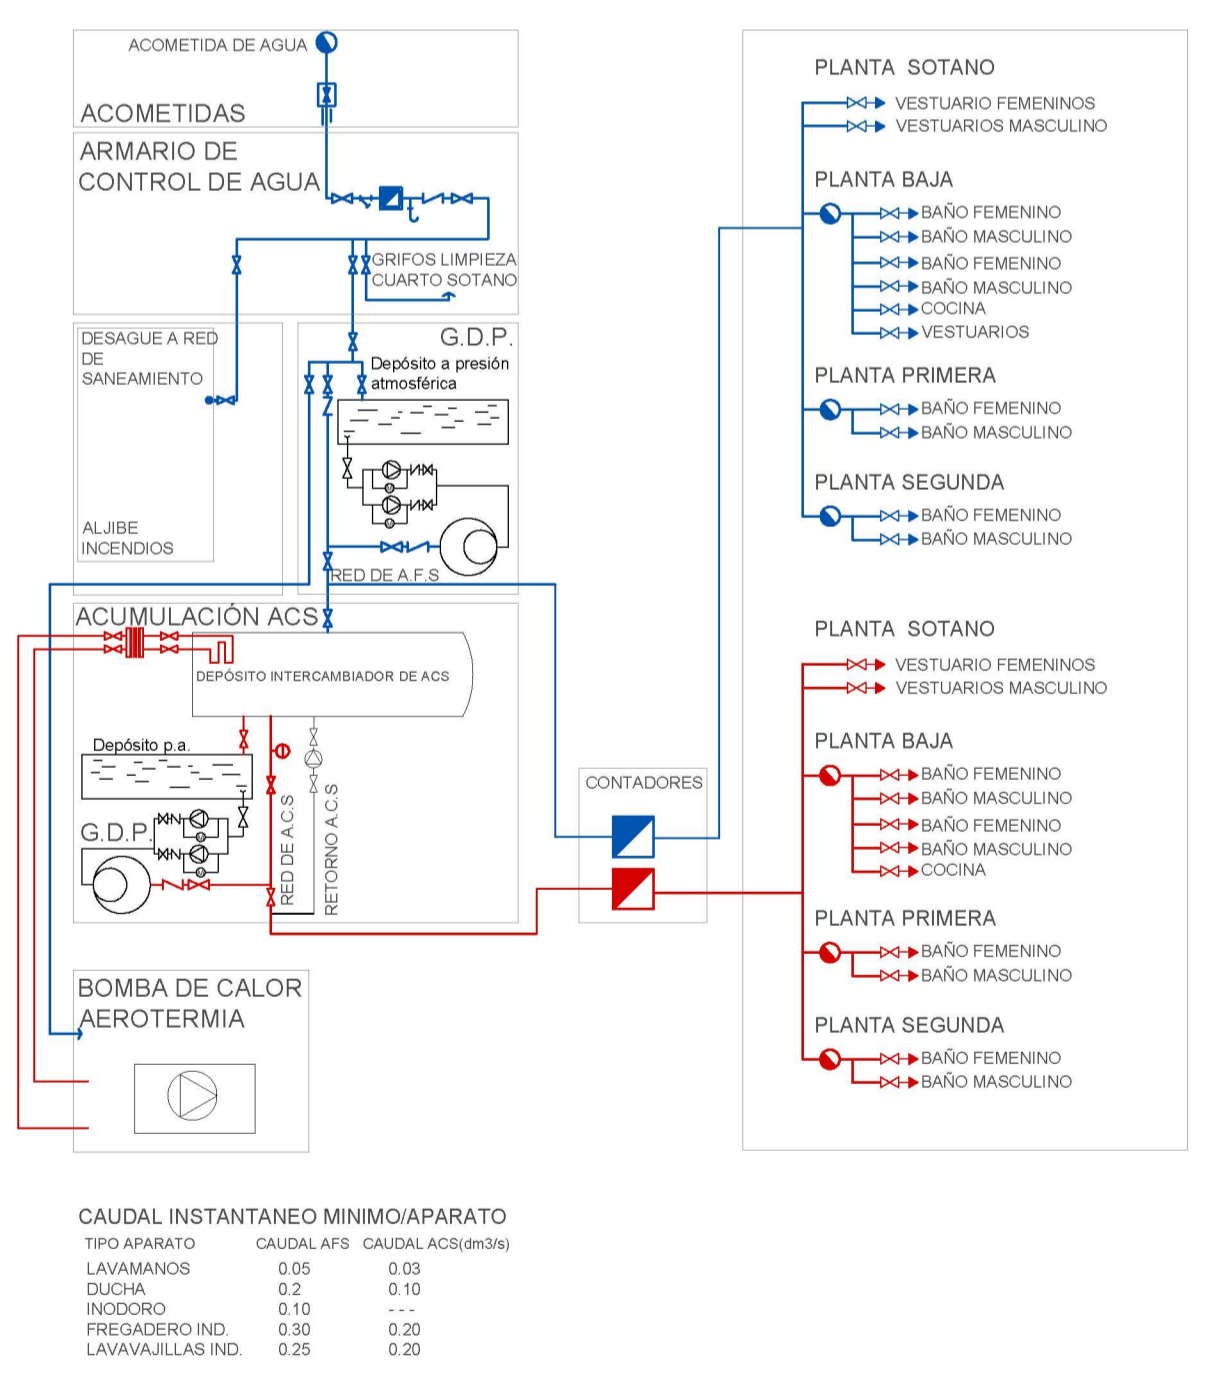 ACOMETIDA DE AGUA
ACOMETIDAS
ARMARIO DE
CONTROL DE AGUA
GRIFOS LIMPIEZA
CUARTO SOTANO
DESAGUE A RED
DE
SANEAMIENTO
ALJIBE
INCENDIOS
G.D.P.
Depósito a presión
atmosférica
RED DE A.F.S
ACUMULACIÓN ACS
DEPÓSITO INTERCAMBIADOR DE ACS
Depósito p.a.
G.D.P.
RED DE A.C.S
RETORNO A.C.S
BOMBA DE CALOR
AEROTERMIA
CONTADORES
PLANTA SOTANO
VESTUARIO FEMENINOS
VESTUARIOS MASCULINO
PLANTA BAJA
BAÑO FEMENINO
BAÑO MASCULINO
BAÑO FEMENINO
BAÑO MASCULINO
COCINA
VESTUARIOS
PLANTA PRIMERA
BAÑO FEMENINO
BAÑO MASCULINO
PLANTA SEGUNDA
BAÑO FEMENINO
BAÑO MASCULINO
PLANTA SOTANO
VESTUARIO FEMENINOS
VESTUARIOS MASCULINO
PLANTA BAJA
BAÑO FEMENINO
BAÑO MASCULINO
BAÑO FEMENINO
BAÑO MASCULINO
COCINA
PLANTA PRIMERA
BAÑO FEMENINO
BAÑO MASCULINO
PLANTA SEGUNDA
BAÑO FEMENINO
BAÑO MASCULINO
CAUDAL INSTANTANEO MINIMO/APARATO
TIPO APARATO CAUDAL AFS CAUDAL ACS(dm3/s)
LAVAMANOS 0.05 0.03
DUCHA 0.2 0.10
INODORO 0.10 ---
FREGADERO IND. 0.30 0.20
LAVAVAJILLAS IND. 0.25 0.20